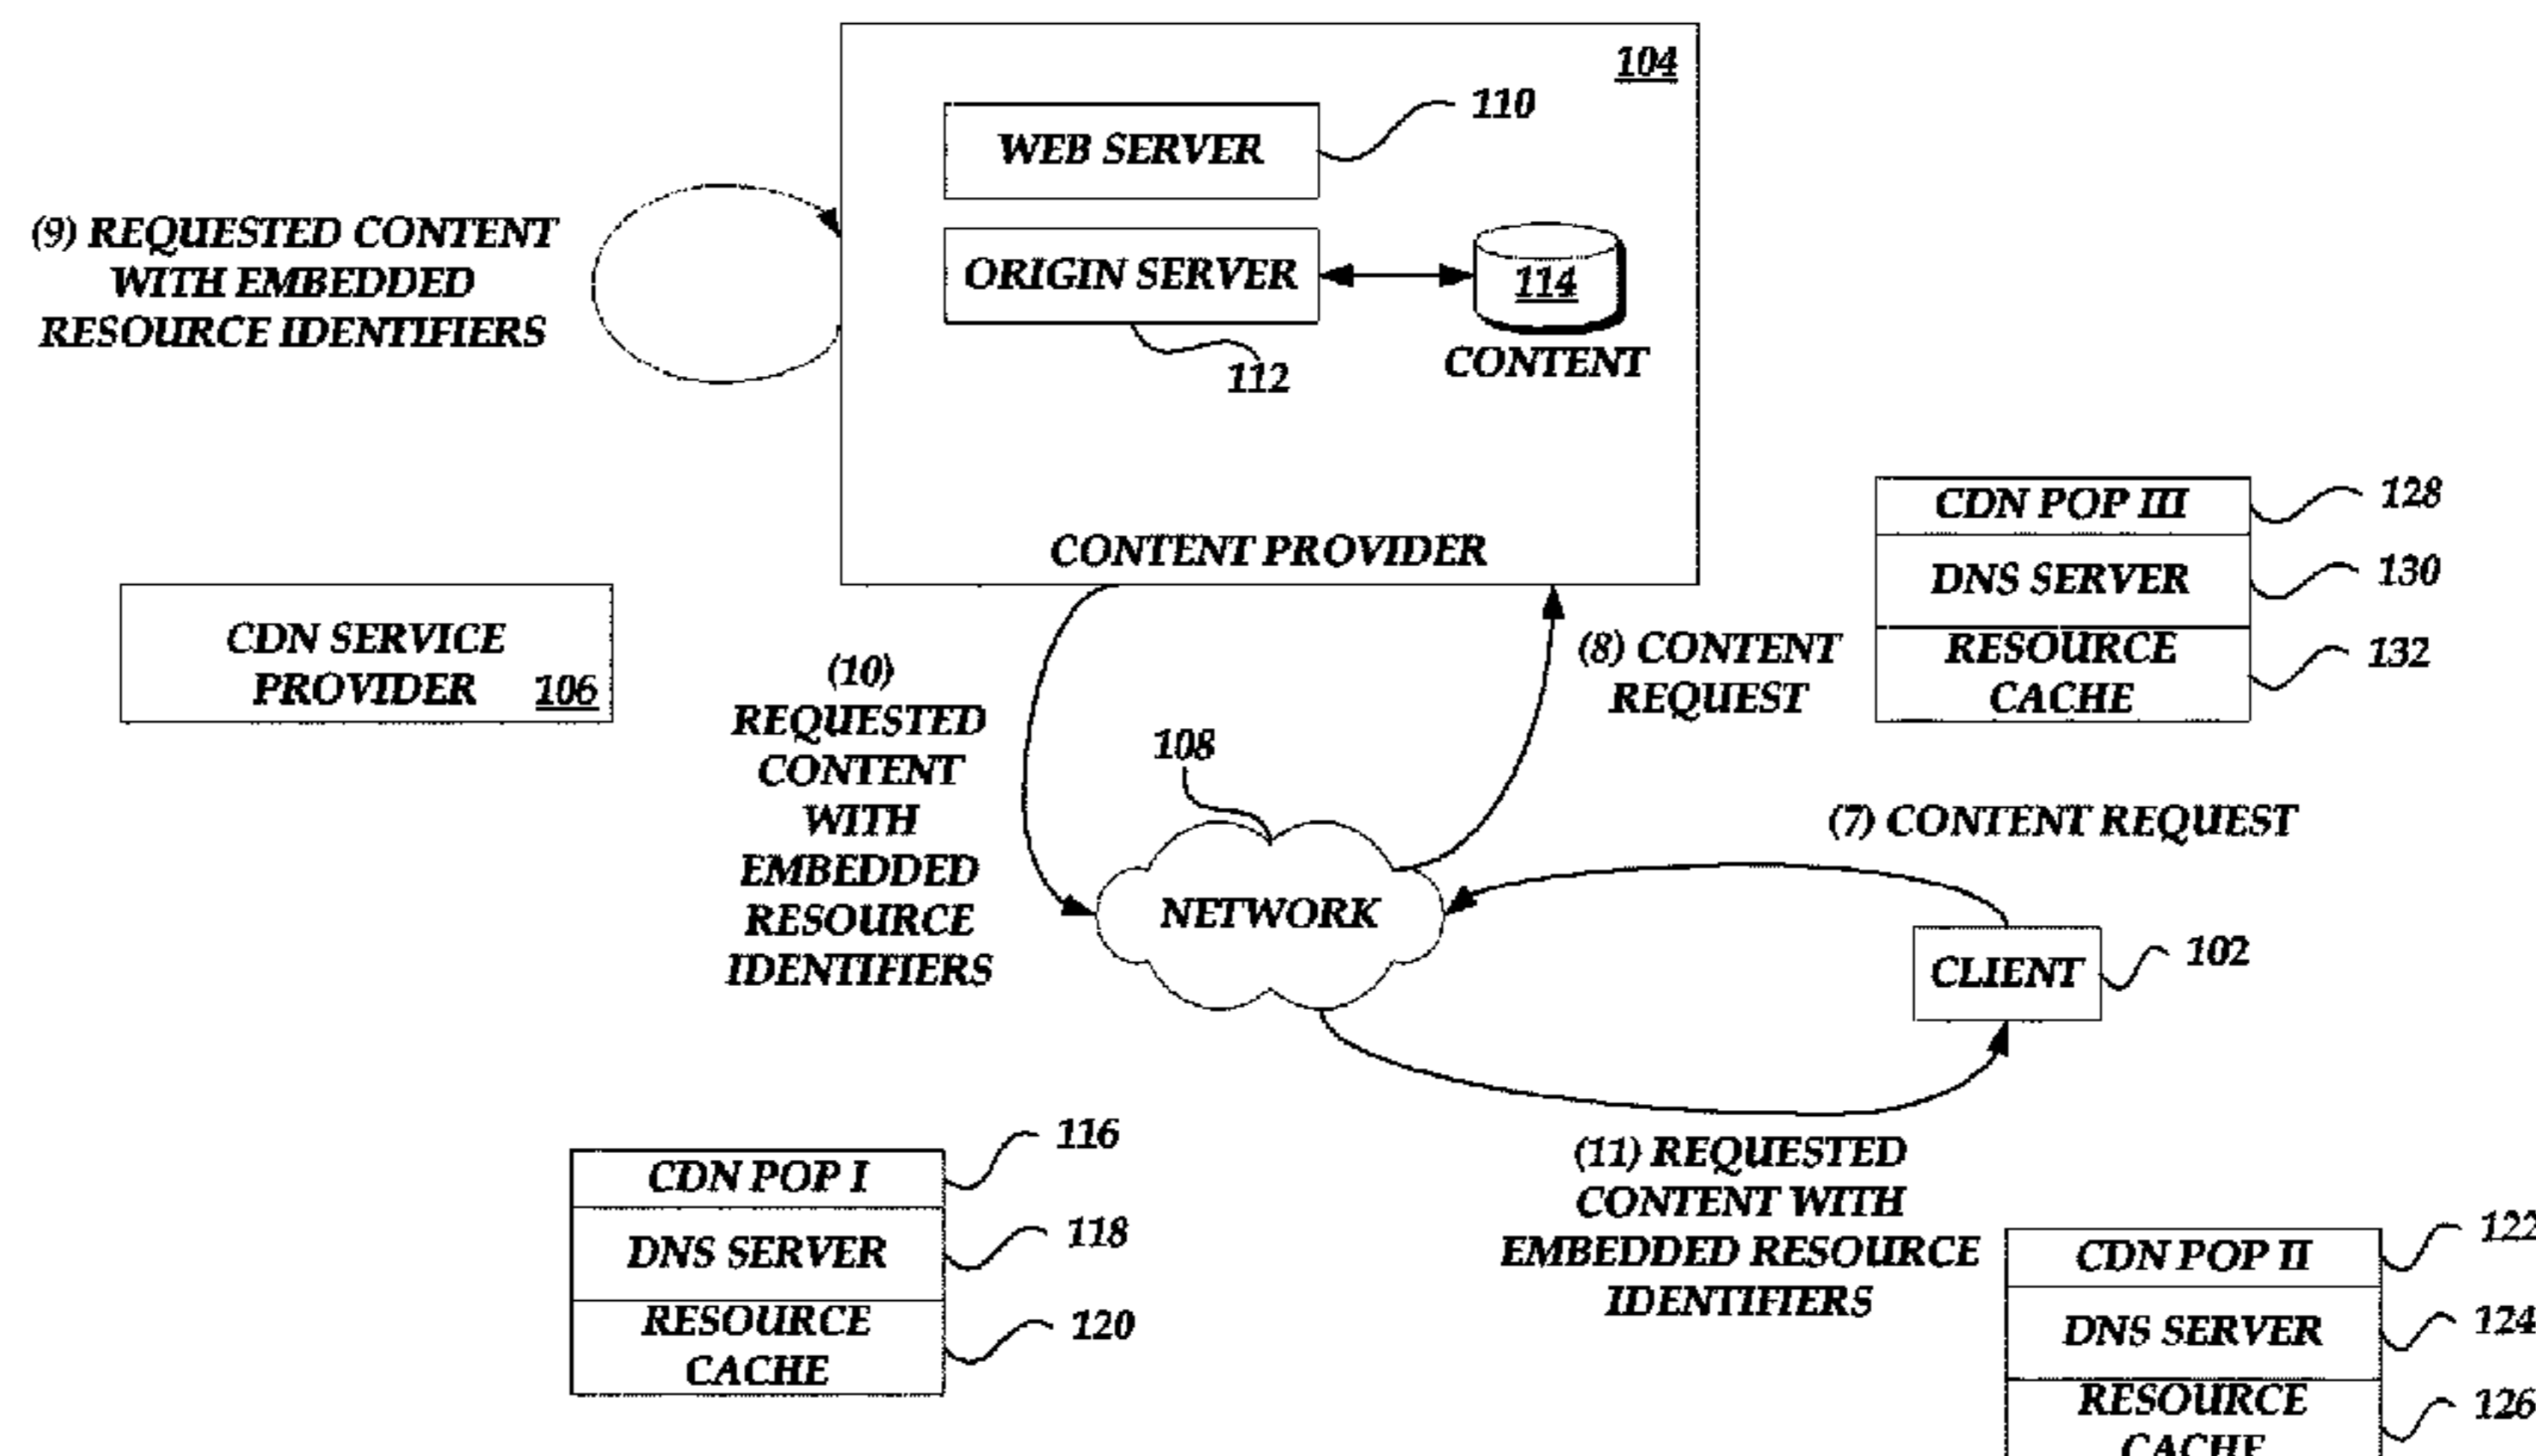 104
WEB SERVER
110
(9) REQUESTED CONTENT
WITH EMBEDDED
RESOURCE IDENTIFIERS
ORIGIN SERVER
114
112
CONTENT
CONTENT PROVIDER
CDN POP III
128
DNS SERVER
130
RESOURCE
CACHE
132
CDN SERVICE
PROVIDER
106
(10)
REQUESTED
CONTENT
WITH
EMBEDDED
RESOURCE
IDENTIFIERS
(8) CONTENT
REQUEST
108
(7) CONTENT REQUEST
NETWORK
CLIENT
102
CDN POP I
116
DNS SERVER
118
RESOURCE
CACHE
120
(11) REQUESTED
CONTENT WITH
EMBEDDED RESOURCE
IDENTIFIERS
CDN POP II
122
DNS SERVER
124
RESOURCE
CACHE
126